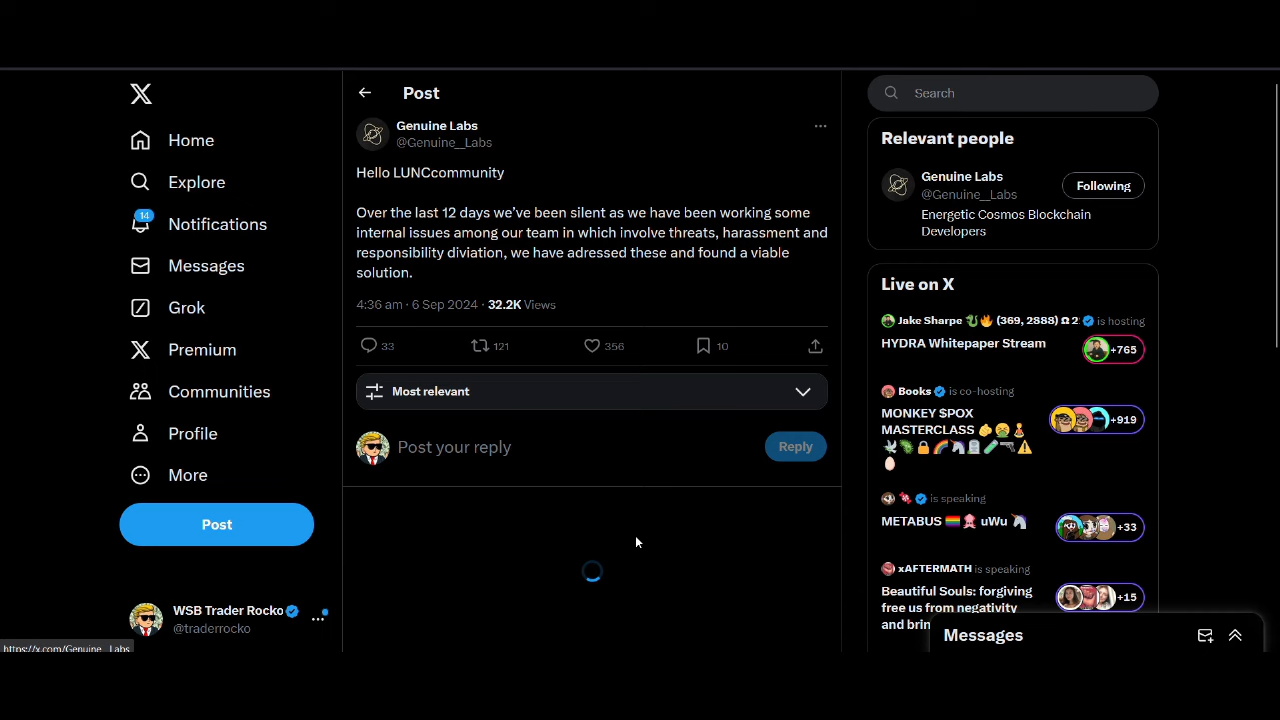 Post
Search
Genuine Labs
@Genuine__Labs
Hello LUNCcommunity
Over the last 12 days we've been silent as we have been working some
internal issues among our team in which involve threats, harassment and
responsibility diviation, we have adressed these and found a viable
solution.
4:36 am · 6 Sep 2024 · 32.2K Views
33
121
356
10
Most relevant
Post your reply
Reply
Home
Explore
14
Notifications
Messages
Grok
Premium
Communities
Profile
More
Post
WSB Trader Rocko
@traderrocko
https://x.com/Genuine__Labs
Relevant people
Genuine Labs
@Genuine__Labs
Following
Energetic Cosmos Blockchain
Developers
Live on X
Jake Sharpe 🐉🔥 (369, 2888) Ω 2 is hosting
HYDRA Whitepaper Stream
+765
Books is co-hosting
MONKEY $POX
MASTERCLASS
+919
is speaking
METABUS uWu
+33
xAFTERMATH is speaking
Beautiful Souls: forgiving
free us from negativity
and brin
+15
Messages